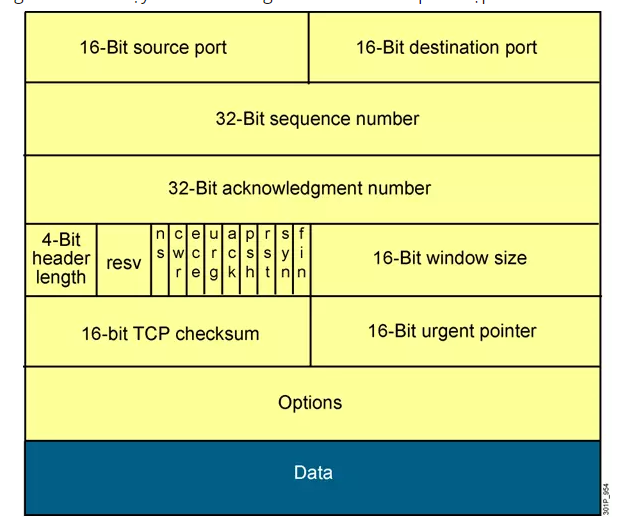 16-Bit source port
16-Bit destination port
32-Bit sequence number
32-Bit acknowledgment number
4-Bit
header
length
resv
ns
cwr
ece
urg
ack
psh
rst
syn
fin
16-Bit window size
16-bit TCP checksum
16-Bit urgent pointer
Options
Data
301P_954